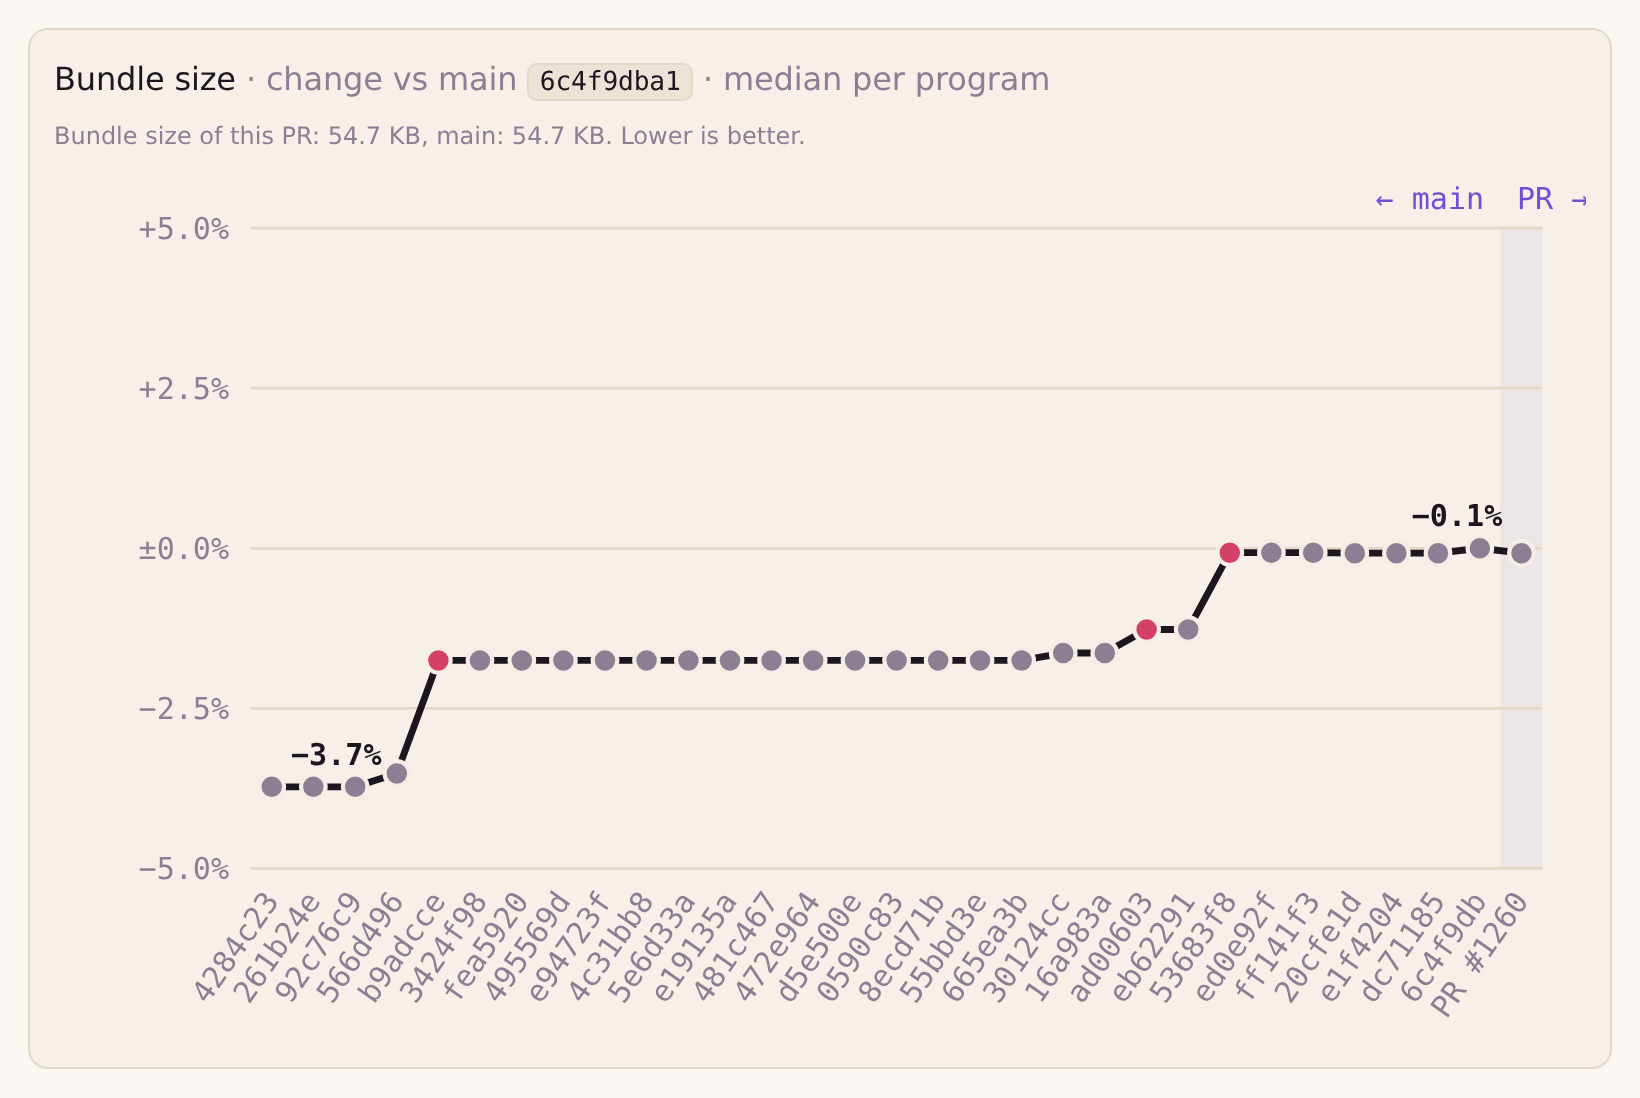 Bundle size · change vs main 6c4f9dba1 · median per program
Bundle size of this PR: 54.7 KB, main: 54.7 KB. Lower is better.
← main PR →
+5.0%
+2.5%
±0.0%
−2.5%
−5.0%
−3.7%
−0.1%
4284c23
261b24e
92c76c9
566d496
b9adcce
3424f98
fea5920
495569d
e94723f
4c31bb8
5e6d33a
e19135a
481c467
472e964
d5e500e
0590c83
8ecd71b
55bbd3e
665ea3b
30124cc
16a983a
ad00603
eb62291
53683f8
ed0e92f
ff141f3
20cfe1d
e1f4204
dc71185
6c4f9db
PR #1260